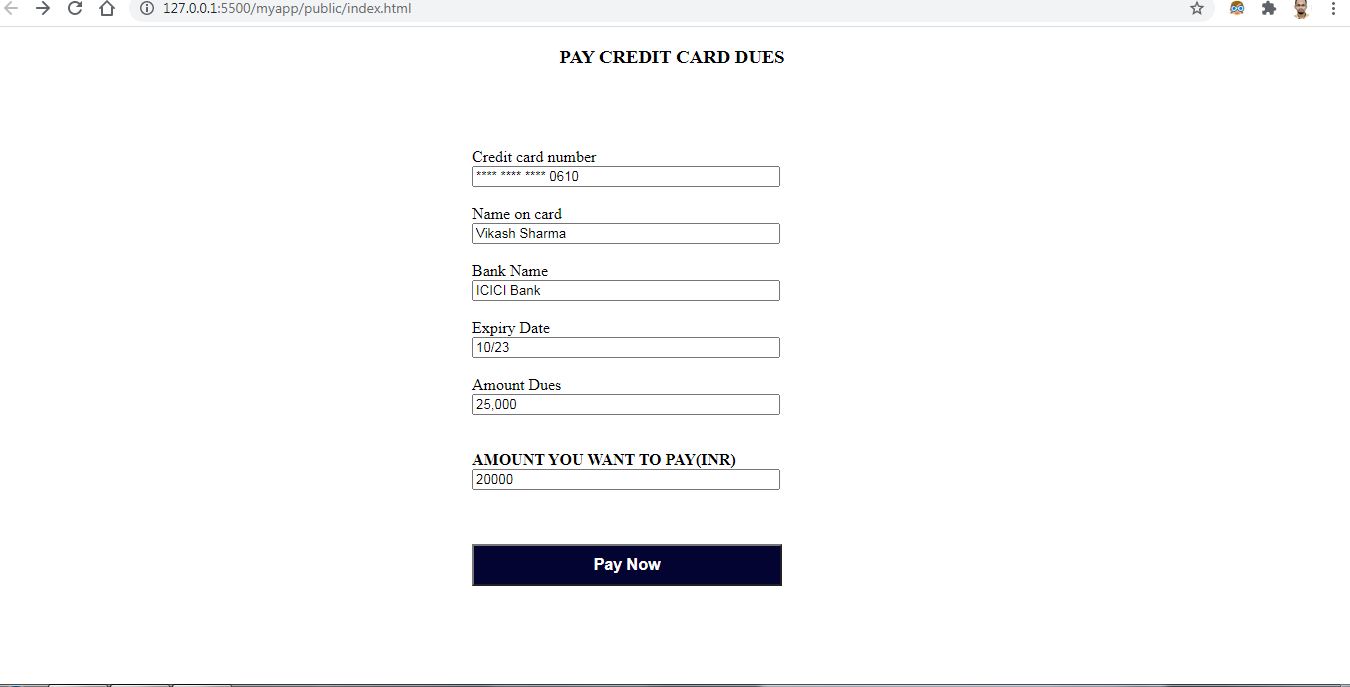 127.0.0.1:5500/myapp/public/index.html
PAY CREDIT CARD DUES
Credit card number
**** **** **** 0610
Name on card
Vikash Sharma
Bank Name
ICICI Bank
Expiry Date
10/23
Amount Dues
25,000
AMOUNT YOU WANT TO PAY(INR)
20000
Pay Now